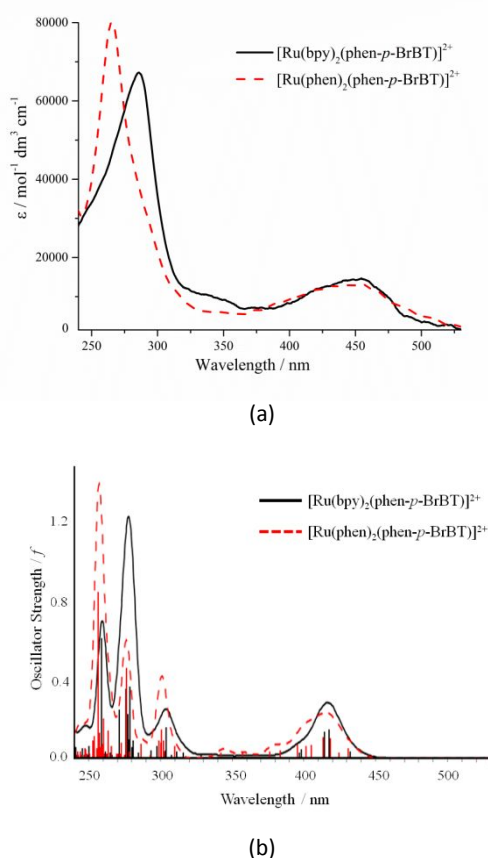 80000
60000
40000
20000
0
ε / mol⁻¹ dm³ cm⁻¹
[Ru(bpy)₂(phen-p-BrBT)]²⁺
[Ru(phen)₂(phen-p-BrBT)]²⁺
250 300 350 400 450 500
Wavelength / nm
(a)
1.2
0.8
0.4
0.0
Oscillator Strength / f
[Ru(bpy)₂(phen-p-BrBT)]²⁺
[Ru(phen)₂(phen-p-BrBT)]²⁺
250 300 350 400 450 500
Wavelength / nm
(b)